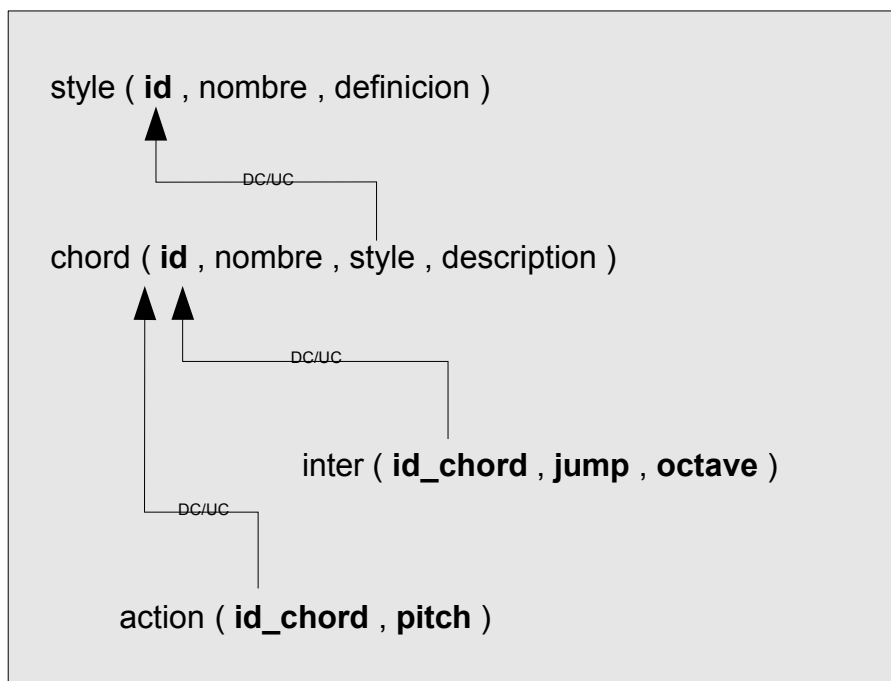 style ( id , nombre , definicion )
DC/UC
chord ( id , nombre , style , description )
DC/UC
inter ( id_chord , jump , octave )
DC/UC
action ( id_chord , pitch )